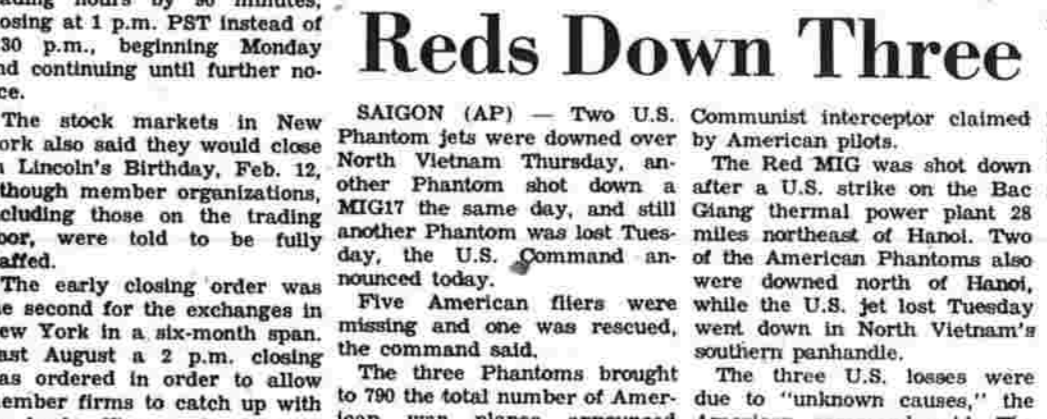 osing at 1 p.m. PST instead of
30 p.m., beginning Monday
nd continuing until further no-
ce.
The stock markets in New
ork also said they would close
Lincoln's Birthday, Feb. 12,
though member organizations,
cluding those on the trading
oor, were told to be fully
affed.
The early closing order was
e second for the exchanges in
ew York in a six-month span.
ast August a 2 p.m. closing
as ordered in order to allow
ember firms to catch up with
Reds Down Three
SAIGON (AP) — Two U.S.
Phantom jets were downed over
North Vietnam Thursday, an-
other Phantom shot down a
MIG17 the same day, and still
another Phantom was lost Tues-
day, the U.S. Command an-
nounced today.
Five American fliers were
missing and one was rescued,
the command said.
The three Phantoms brought
to 790 the total number of Amer-
Communist interceptor claimed
by American pilots.
The Red MIG was shot down
after a U.S. strike on the Bac
Giang thermal power plant 28
miles northeast of Hanoi. Two
of the American Phantoms also
were downed north of Hanoi,
while the U.S. jet lost Tuesday
went down in North Vietnam's
southern panhandle.
The three U.S. losses were
due to "unknown causes," the